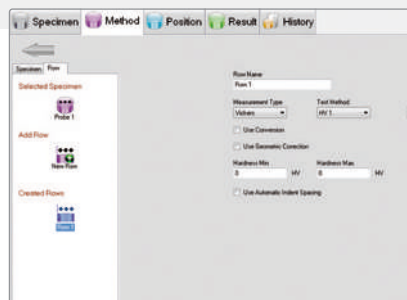 Specimen Method Position Result History
Specimen Row
Selected Specimen
Probe 1
Add Row
New Row
Created Rows
Row 1
Row Name
Row 1
Measurement Type Test Method
Vickers HV 1
Use Conversion
Use Geometric Correction
Hardness Min Hardness Max
0 HV 0 HV
Use Automatic Indent Spacing